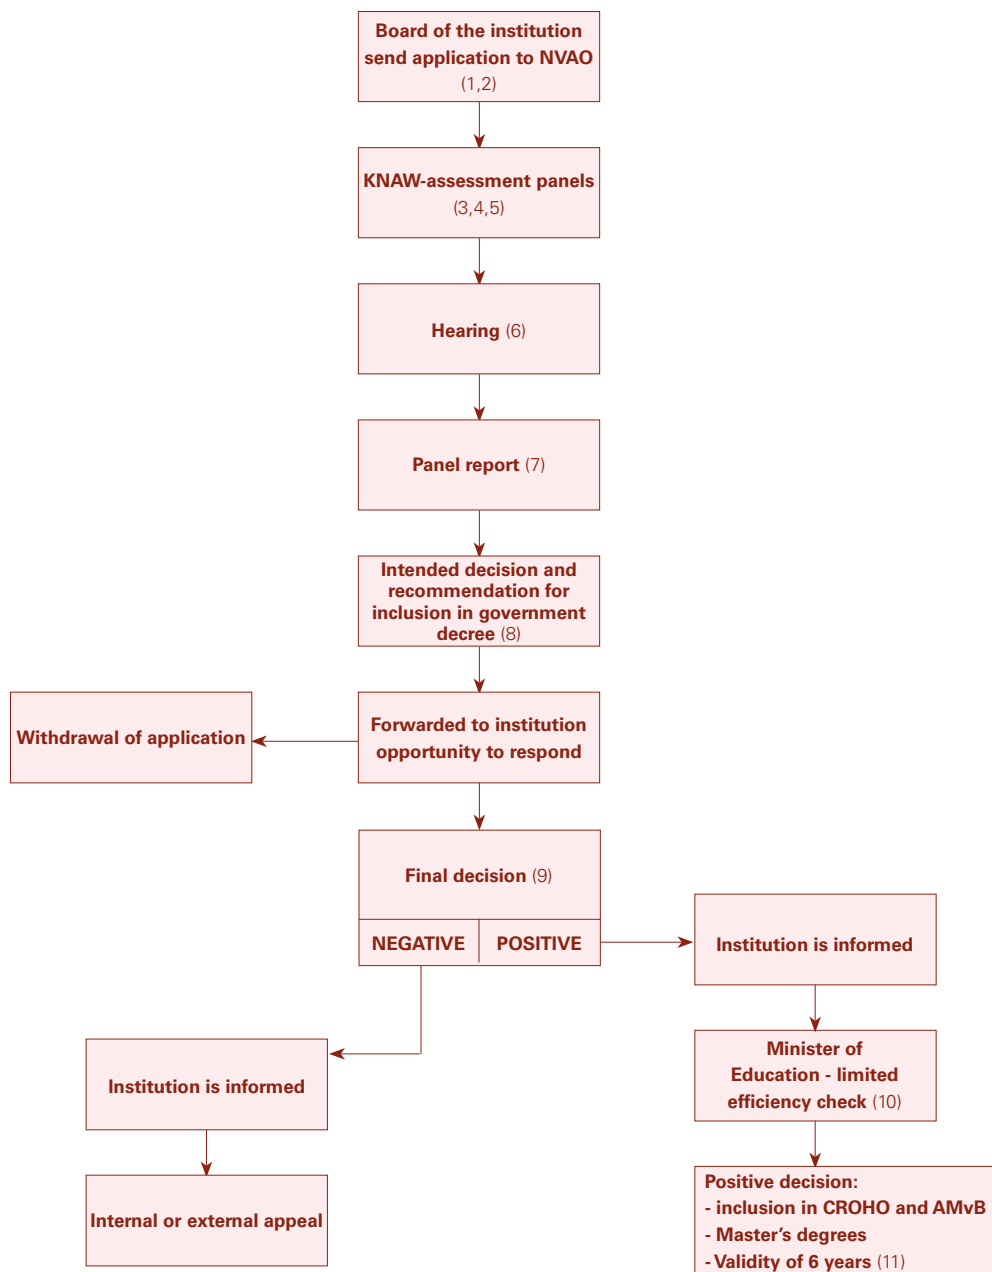 Board of the institution
send application to NVAO
(1,2)
KNAW-assessment panels
(3,4,5)
Hearing (6)
Panel report (7)
Intended decision and
recommendation for
inclusion in government
decree (8)
Withdrawal of application
Forwarded to institution
opportunity to respond
Final decision (9)
NEGATIVE
POSITIVE
Institution is informed
Minister of
Education - limited
efficiency check (10)
Institution is informed
Internal or external appeal
Positive decision:
- inclusion in CROHO and AMvB
- Master's degrees
- Validity of 6 years (11)